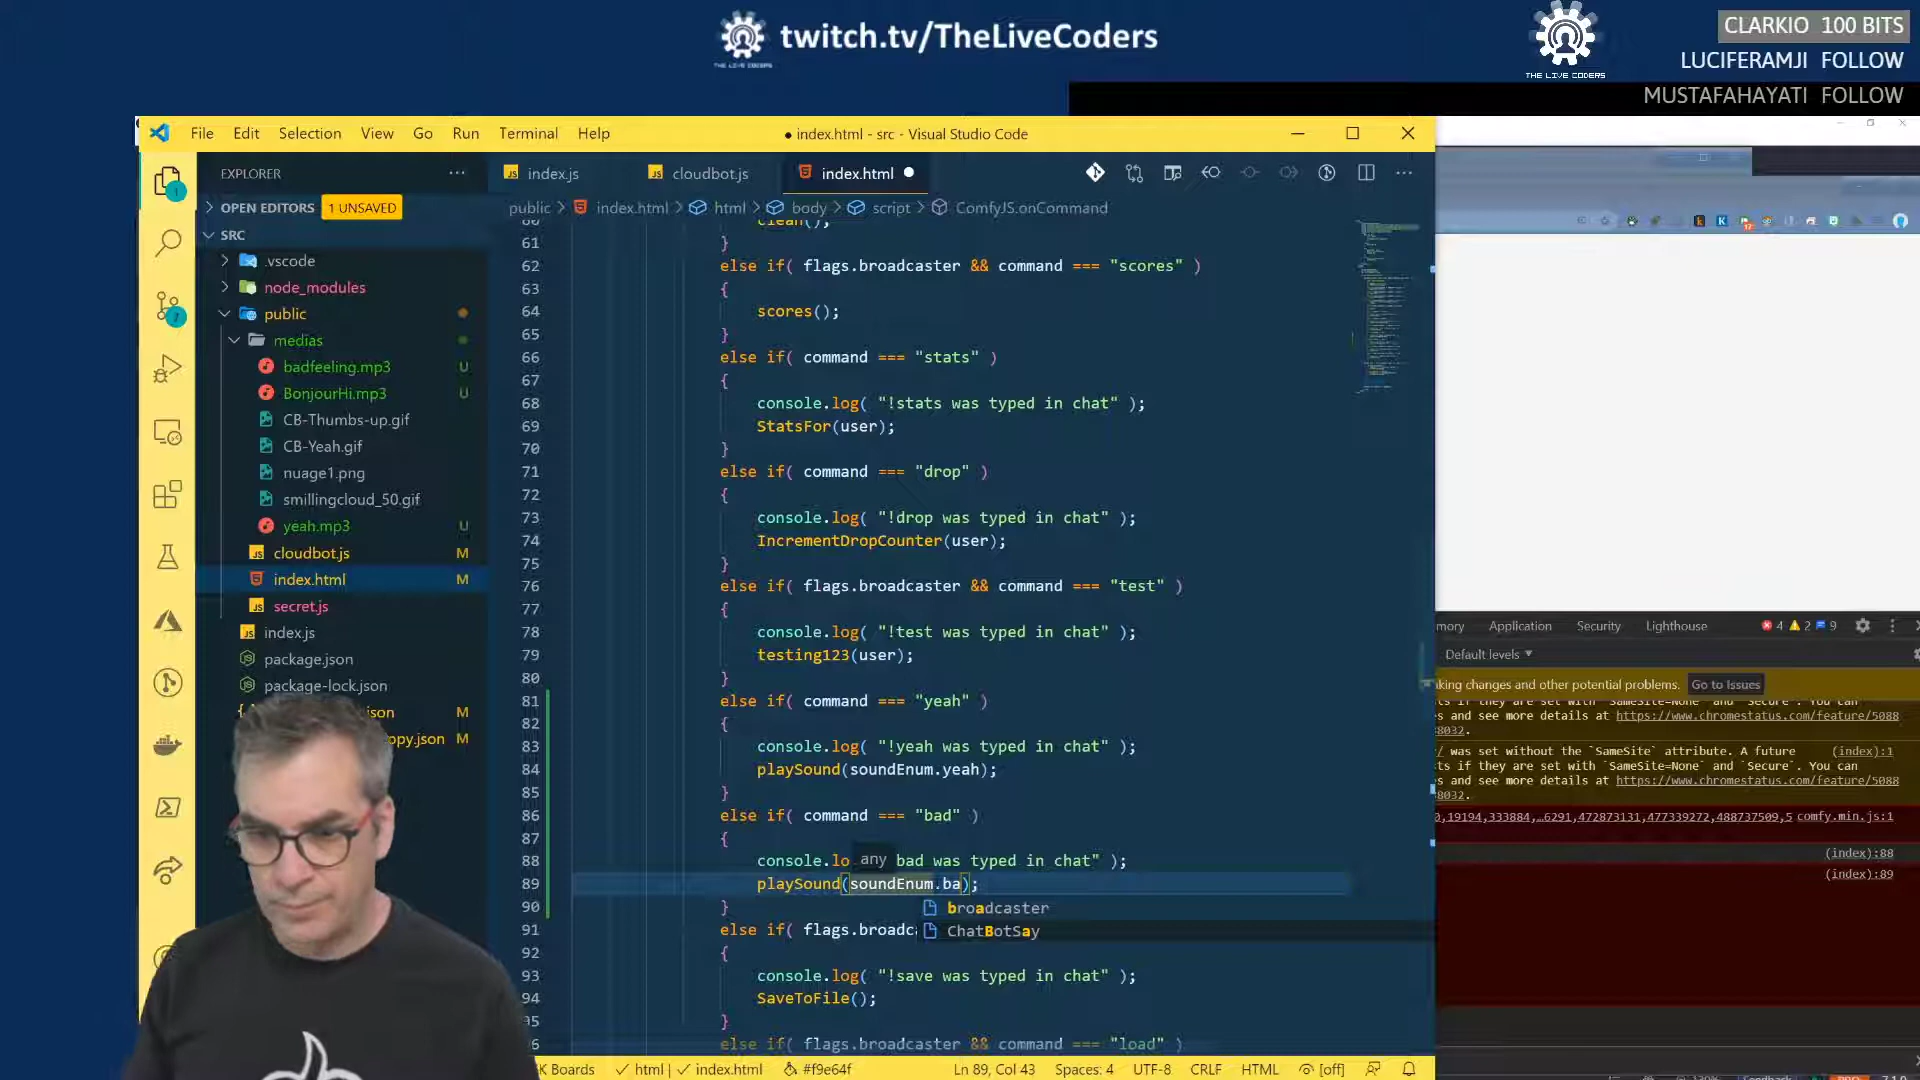 THE LIVE CODERS
twitch.tv/TheLiveCoders
THE LIVE CODERS
CLARKIO 100 BITS
LUCIFERAMJI FOLLOW
MUSTAFAHAYATI FOLLOW
File Edit Selection View Go Run Terminal Help
● index.html - src - Visual Studio Code
EXPLORER
OPEN EDITORS 1 UNSAVED
SRC
.vscode
node_modules
public
medias
badfeeling.mp3 U
BonjourHi.mp3 U
CB-Thumbs-up.gif
CB-Yeah.gif
nuage1.png
smillingcloud_50.gif
yeah.mp3 U
cloudbot.js M
index.html M
secret.js
index.js
package.json
package-lock.json
json M
opy.json M
index.js cloudbot.js index.html
public > index.html > html > body > script > ComfyJS.onCommand
60 clean();
61 }
62 else if( flags.broadcaster && command === "scores" )
63 {
64 scores();
65 }
66 else if( command === "stats" )
67 {
68 console.log( "!stats was typed in chat" );
69 StatsFor(user);
70 }
71 else if( command === "drop" )
72 {
73 console.log( "!drop was typed in chat" );
74 IncrementDropCounter(user);
75 }
76 else if( flags.broadcaster && command === "test" )
77 {
78 console.log( "!test was typed in chat" );
79 testing123(user);
80 }
81 else if( command === "yeah" )
82 {
83 console.log( "!yeah was typed in chat" );
84 playSound(soundEnum.yeah);
85 }
86 else if( command === "bad" )
87 {
88 console.lo any bad was typed in chat" );
89 playSound(soundEnum.ba);
90 }
broadcaster
91 else if( flags.broadc
ChatBotSay
92 {
93 console.log( "!save was typed in chat" );
94 SaveToFile();
95 }
6 else if( flags.broadcaster && command === "load" )
K Boards html | index.html #f9e64f Ln 89, Col 43 Spaces: 4 UTF-8 CRLF HTML [off]
mory Application Security Lighthouse 4 2 9
Default levels
king changes and other potential problems. Go to Issues
ts if they are set with `SameSite=None` and `Secure`. You can
s and see more details at https://www.chromestatus.com/feature/5088
8032.
/ was set without the `SameSite` attribute. A future (index):1
ts if they are set with `SameSite=None` and `Secure`. You can
s and see more details at https://www.chromestatus.com/feature/5088
8032.
0,19194,333884,…6291,472873131,477339272,488737509,5 comfy.min.js:1
(index):88
(index):89